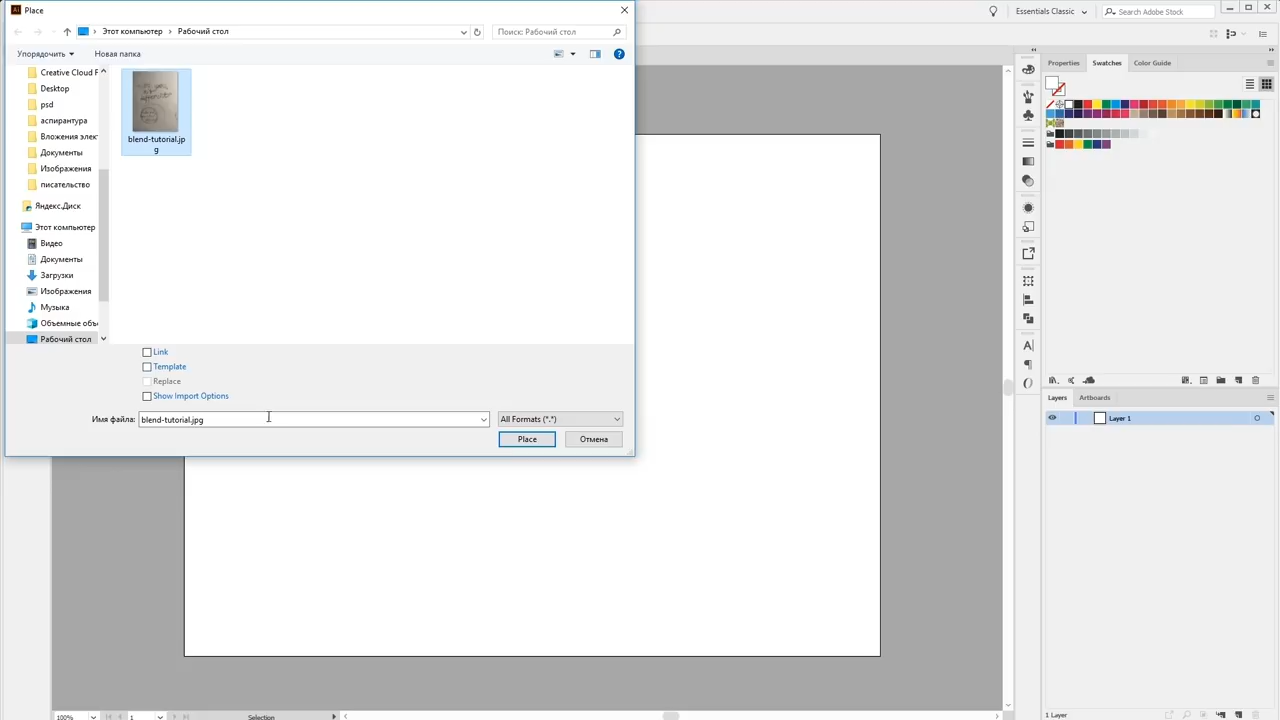 Place
Essentials Classic
Search Adobe Stock
Этот компьютер
Рабочий стол
Поиск: Рабочий стол
Упорядочить
Новая папка
Creative Cloud F
Desktop
psd
аспирантура
Вложения элект
Документы
Изображения
писательство
Яндекс.Диск
Этот компьютер
Видео
Документы
Загрузки
Изображения
Музыка
Объемные объ
Рабочий стол
blend-tutorial.jp
g
Link
Template
Replace
Show Import Options
Имя файла:
blend-tutorial.jpg
All Formats (*.*)
Place
Отмена
Properties
Swatches
Color Guide
Layers
Artboards
Layer 1
1 Layer
100%
1
Selection